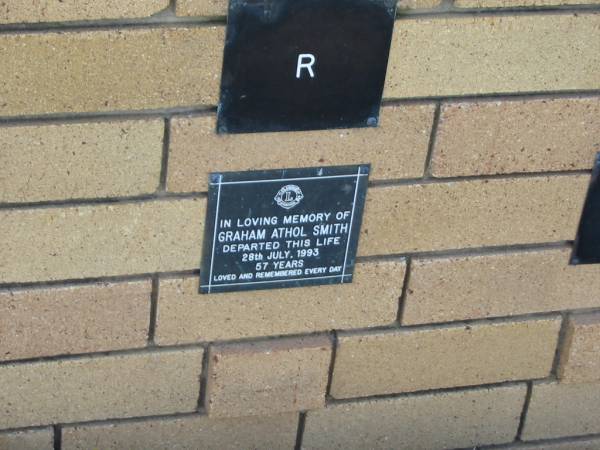 R
L
IN LOVING MEMORY OF
GRAHAM ATHOL SMITH
DEPARTED THIS LIFE
28th JULY, 1993
57 YEARS
LOVED AND REMEMBERED EVERY DAY